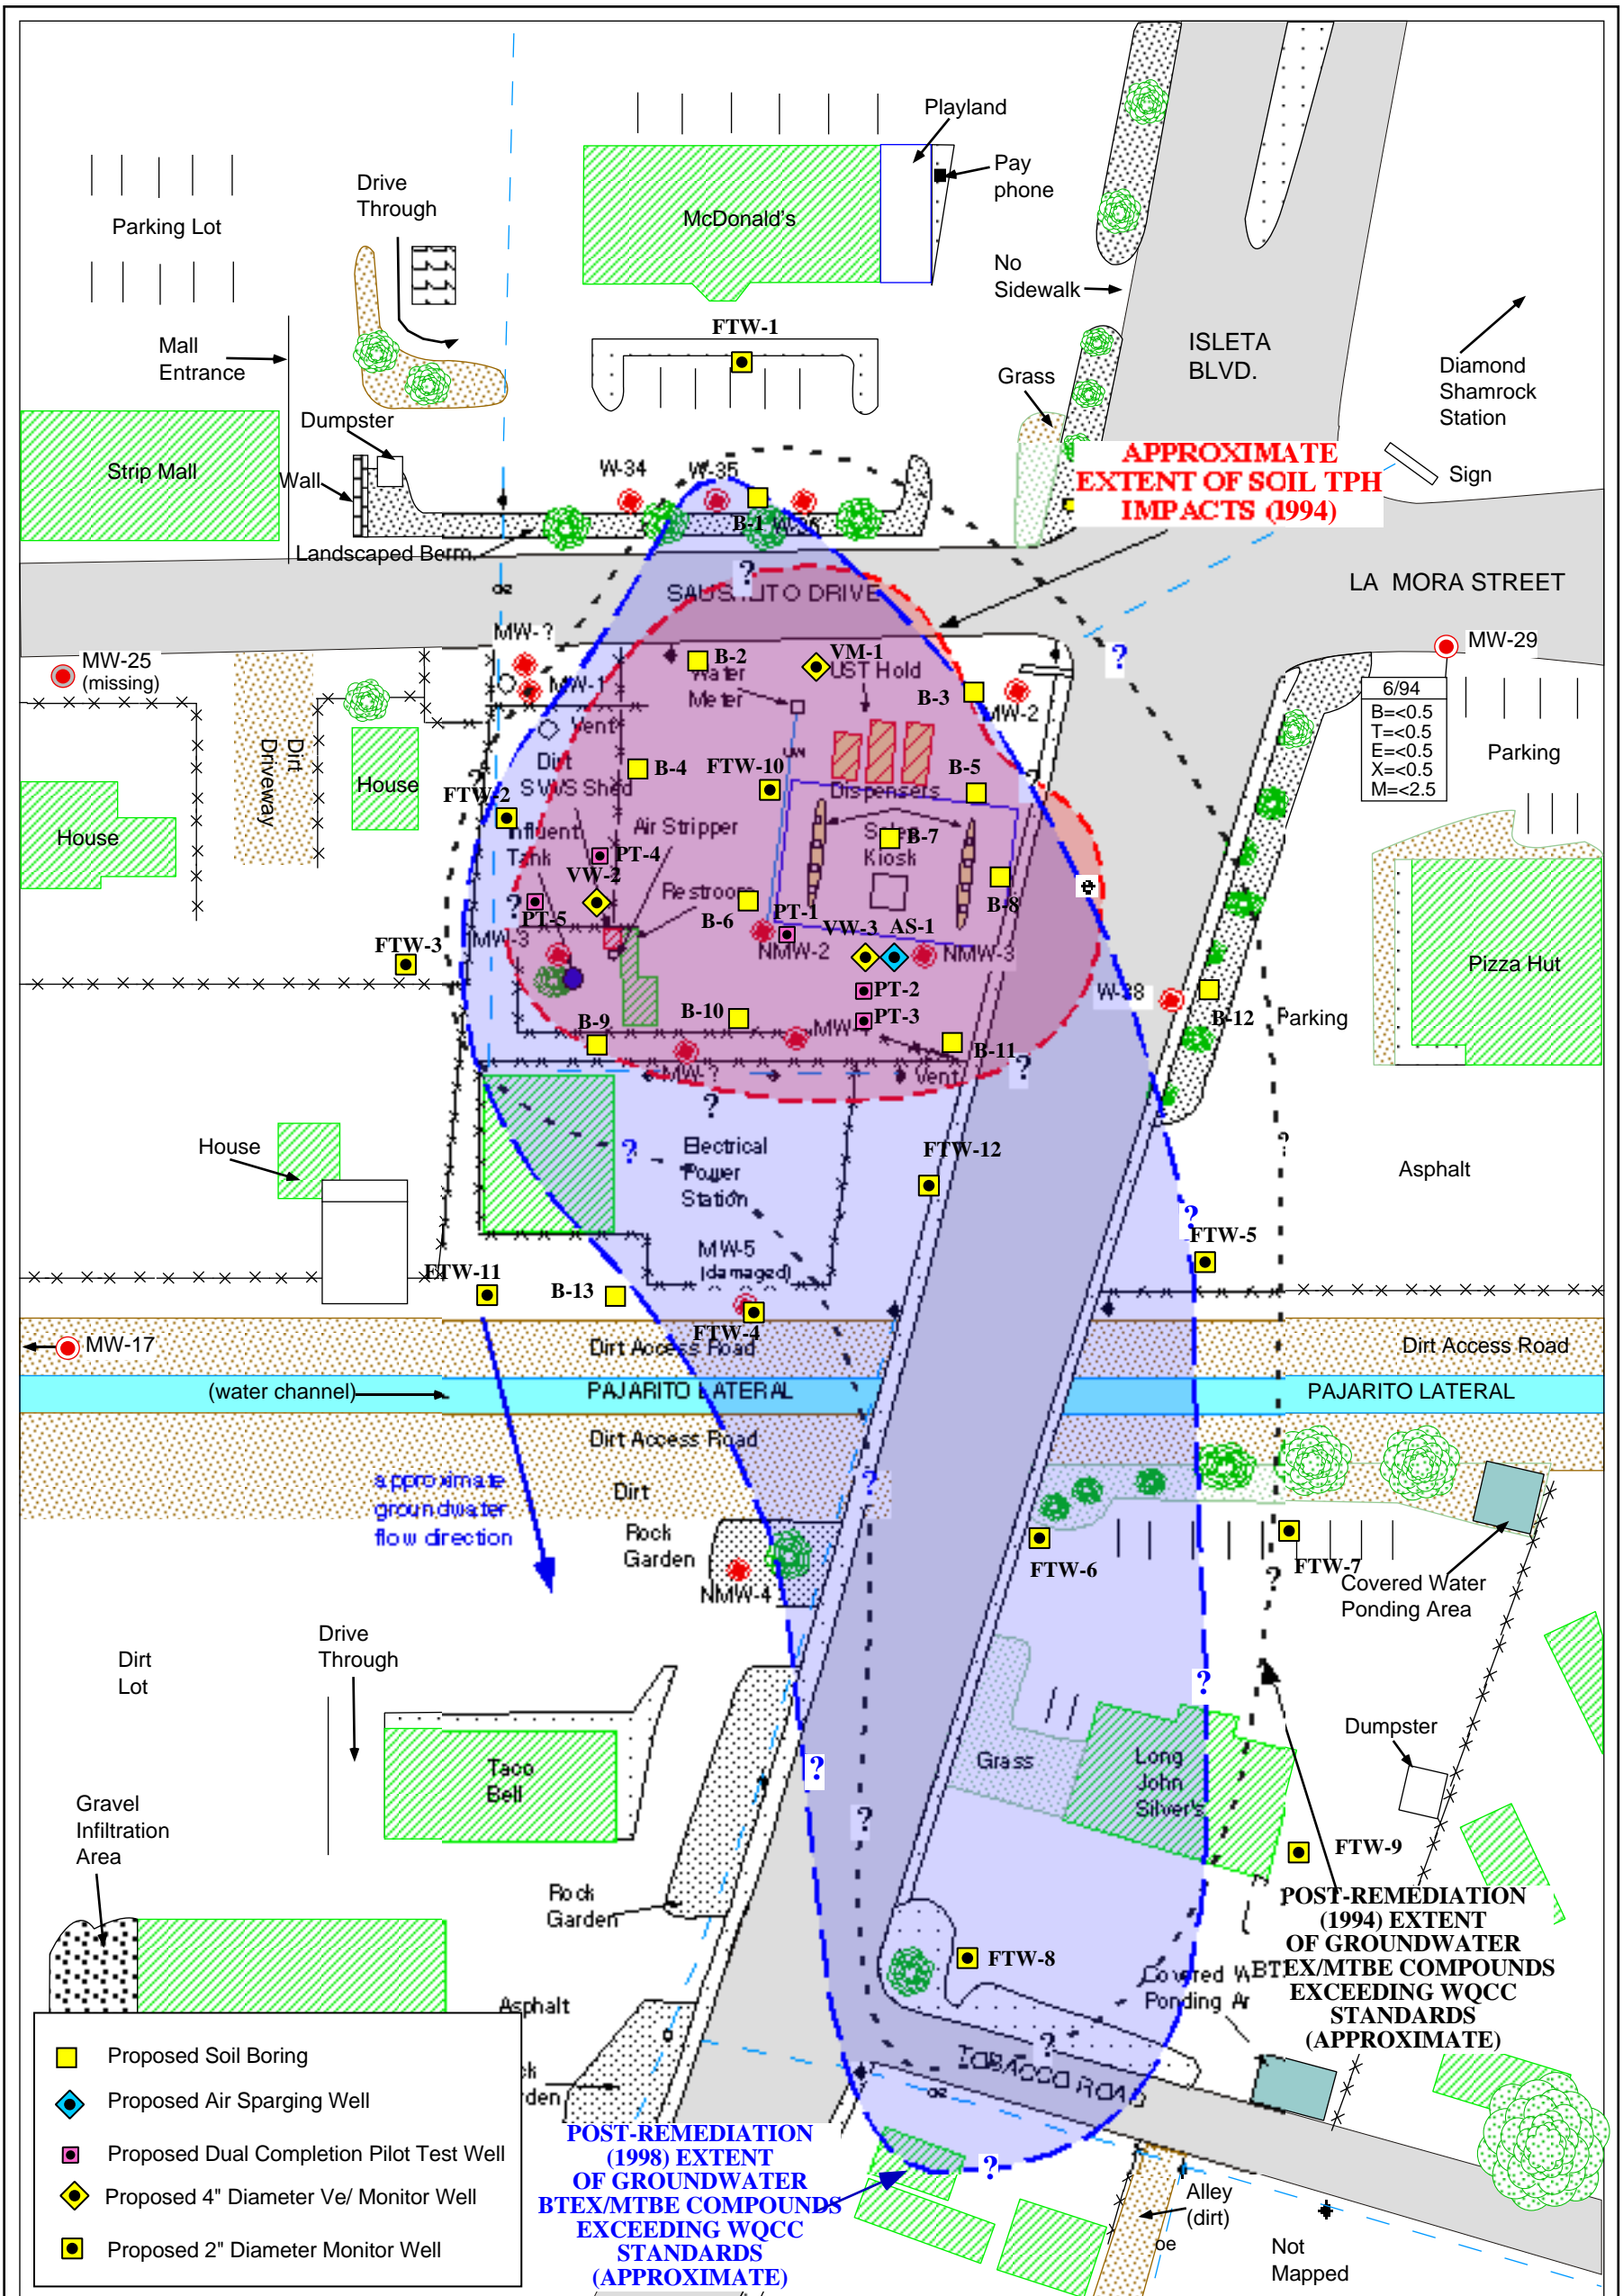 Playland
Pay
phone
Drive
Through
Parking Lot
McDonald's
No
Sidewalk
FTW-1
ISLETA
BLVD.
Mall
Entrance
Grass
Diamond
Shamrock
Station
Dumpster
Strip Mall
Wall
W-34
W-35
APPROXIMATE
EXTENT OF SOIL TPH
IMPACTS (1994)
Sign
B-1
Landscaped Berm
?
SAUSALITO DRIVE
LA MORA STREET
MW-?
MW-25
(missing)
B-2
VM-1
?
MW-29
Water
Meter
UST Hold
MW-1
B-3
MW-2
6/94
B=<0.5
T=<0.5
E=<0.5
X=<0.5
M=<2.5
Vent
Parking
Dirt
Driveway
Dirt
SVVS Shed
B-4
FTW-10
B-5
?
?
House
FTW-2
Dispensers
House
Influent
Tank
Air Stripper
Sales
Kiosk
B-7
PT-4
VW-2
Restroom
B-8
?
PT-5
B-6
PT-1
VW-3
AS-1
FTW-3
MW-3
NMW-2
NMW-3
Pizza Hut
PT-2
W-38
B-12
Parking
B-10
PT-3
B-9
MW-4
B-11
MW-?
Vent
?
?
House
?
Electrical
Power
Station
FTW-12
?
Asphalt
?
FTW-5
MW-5
(damaged)
FTW-11
B-13
FTW-4
MW-17
Dirt Access Road
Dirt Access Road
(water channel)
PAJARITO LATERAL
PAJARITO LATERAL
Dirt Access Road
approximate
groundwater
flow direction
Dirt
?
Rock
Garden
FTW-6
FTW-7
NMW-4
?
Covered Water
Ponding Area
Dirt
Lot
Drive
Through
?
Dumpster
Taco
Bell
?
Grass
Long
John
Silver's
?
Gravel
Infiltration
Area
FTW-9
Rock
Garden
?
POST-REMEDIATION
(1994) EXTENT
OF GROUNDWATER
BTEX/MTBE COMPOUNDS
EXCEEDING WQCC
STANDARDS
(APPROXIMATE)
FTW-8
Covered W
Ponding Ar
Asphalt
?
TOBACCO ROAD
ck
den
Proposed Soil Boring
Proposed Air Sparging Well
Proposed Dual Completion Pilot Test Well
Proposed 4" Diameter Ve/ Monitor Well
Proposed 2" Diameter Monitor Well
POST-REMEDIATION
(1998) EXTENT
OF GROUNDWATER
BTEX/MTBE COMPOUNDS
EXCEEDING WQCC
STANDARDS
(APPROXIMATE)
?
Alley
(dirt)
oe
Not
Mapped